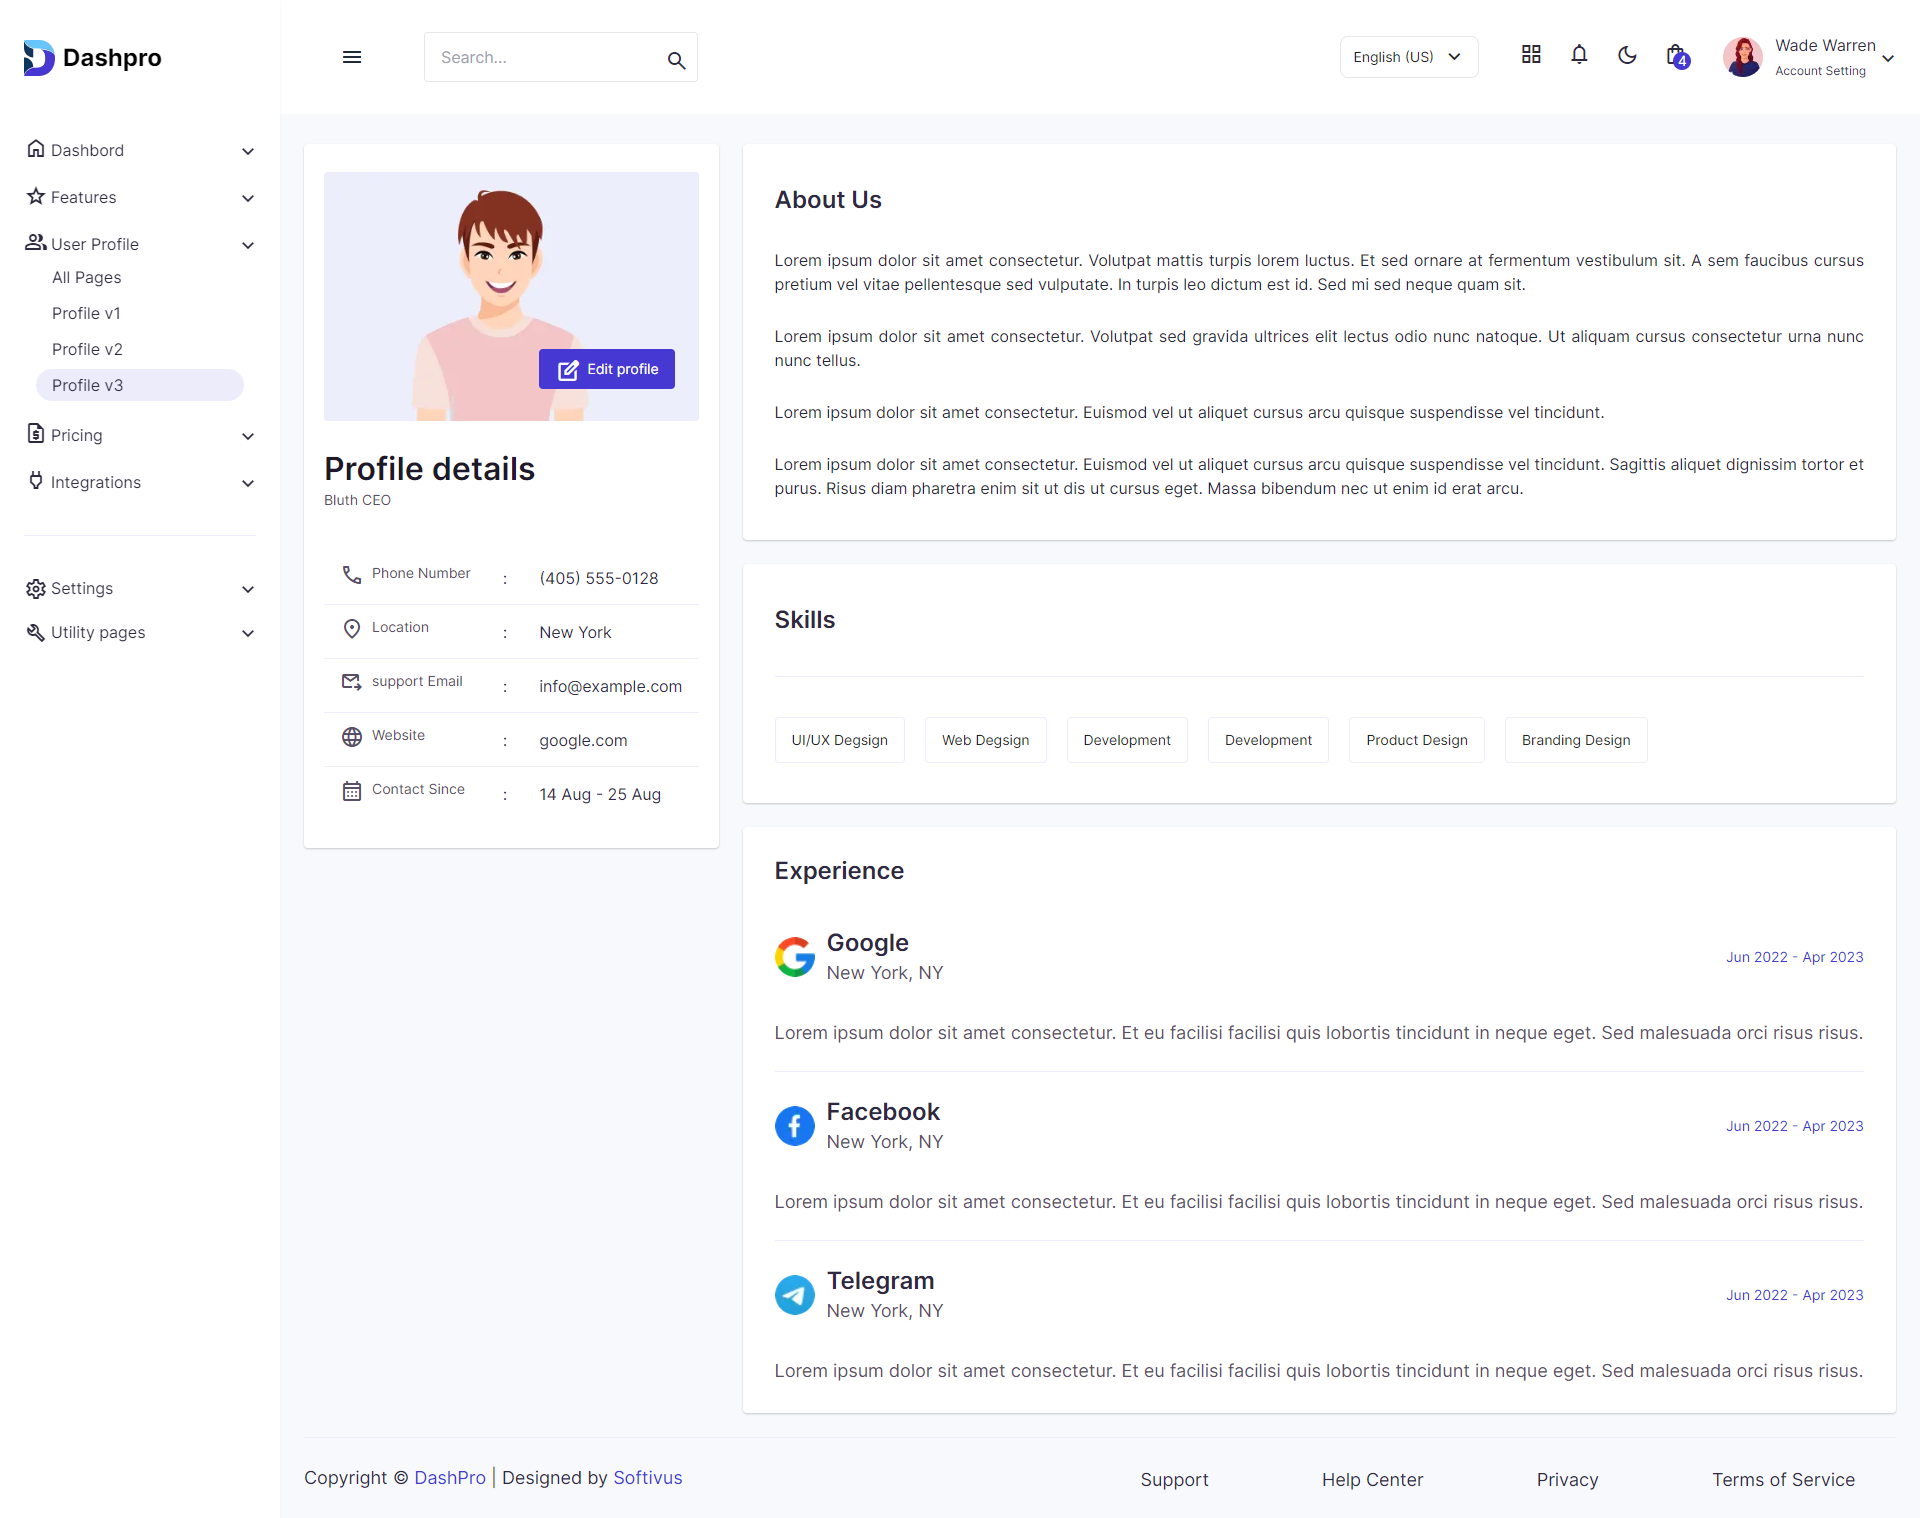 Dashpro
Search...
English (US)
4
Wade Warren
Account Setting
Dashbord
Features
User Profile
All Pages
Profile v1
Profile v2
Profile v3
Pricing
Integrations
Settings
Utility pages
Edit profile
Profile details
Bluth CEO
Phone Number : (405) 555-0128
Location : New York
support Email : info@example.com
Website : google.com
Contact Since : 14 Aug - 25 Aug
About Us
Lorem ipsum dolor sit amet consectetur. Volutpat mattis turpis lorem luctus. Et sed ornare at fermentum vestibulum sit. A sem faucibus cursus
pretium vel vitae pellentesque sed vulputate. In turpis leo dictum est id. Sed mi sed neque quam sit.
Lorem ipsum dolor sit amet consectetur. Volutpat sed gravida ultrices elit lectus odio nunc natoque. Ut aliquam cursus consectetur urna nunc
nunc tellus.
Lorem ipsum dolor sit amet consectetur. Euismod vel ut aliquet cursus arcu quisque suspendisse vel tincidunt.
Lorem ipsum dolor sit amet consectetur. Euismod vel ut aliquet cursus arcu quisque suspendisse vel tincidunt. Sagittis aliquet dignissim tortor et
purus. Risus diam pharetra enim sit ut dis ut cursus eget. Massa bibendum nec ut enim id erat arcu.
Skills
UI/UX Degsign
Web Degsign
Development
Development
Product Design
Branding Design
Experience
Google
New York, NY
Jun 2022 - Apr 2023
Lorem ipsum dolor sit amet consectetur. Et eu facilisi facilisi quis lobortis tincidunt in neque eget. Sed malesuada orci risus risus.
Facebook
New York, NY
Jun 2022 - Apr 2023
Lorem ipsum dolor sit amet consectetur. Et eu facilisi facilisi quis lobortis tincidunt in neque eget. Sed malesuada orci risus risus.
Telegram
New York, NY
Jun 2022 - Apr 2023
Lorem ipsum dolor sit amet consectetur. Et eu facilisi facilisi quis lobortis tincidunt in neque eget. Sed malesuada orci risus risus.
Copyright © DashPro | Designed by Softivus
Support
Help Center
Privacy
Terms of Service